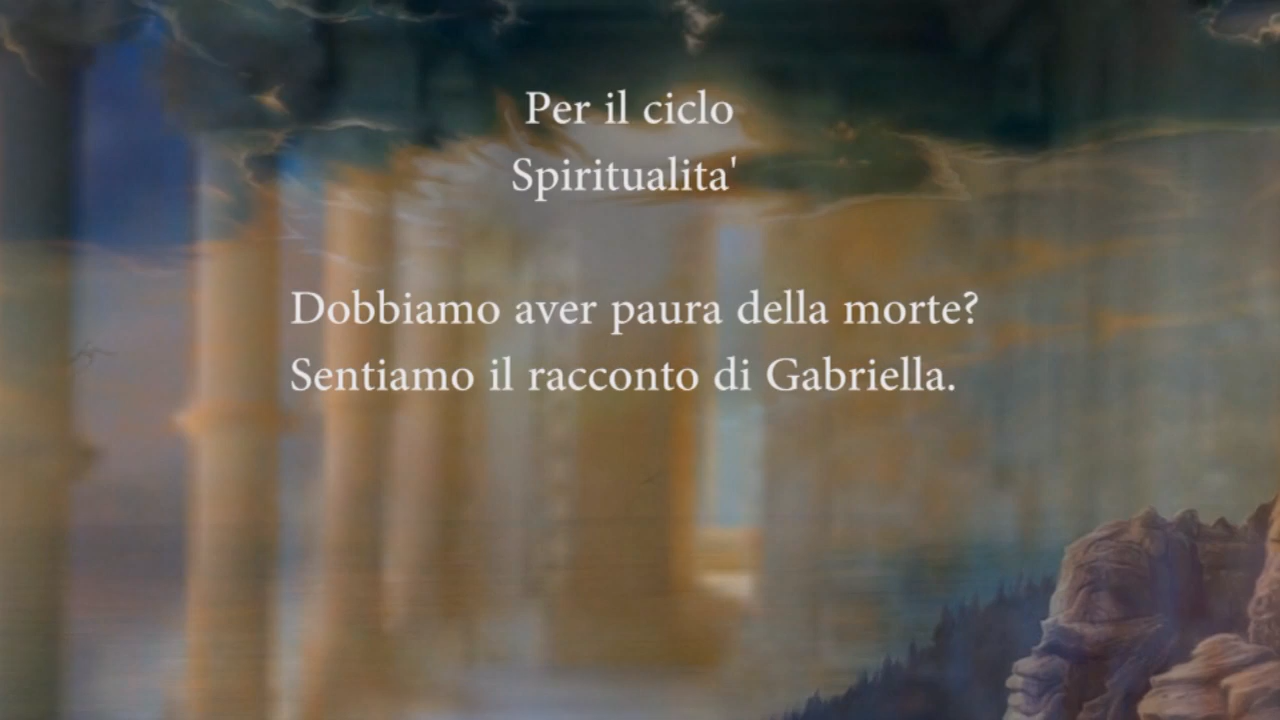 Per il ciclo
Spiritualita'
Dobbiamo aver paura della morte?
Sentiamo il racconto di Gabriella.